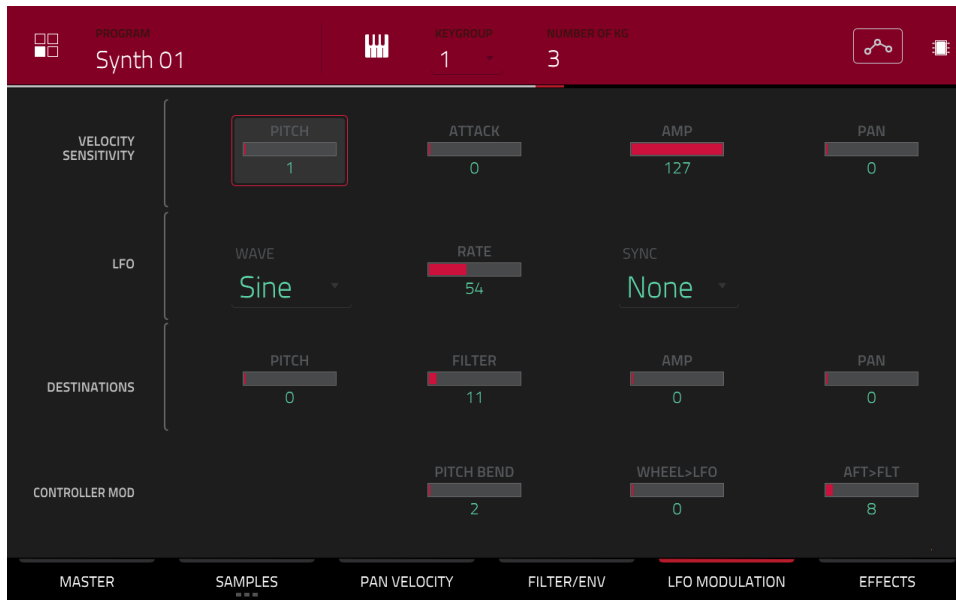 PROGRAM KEYGROUP NUMBER OF KG
Synth 01 1 3
VELOCITY
SENSITIVITY
PITCH ATTACK AMP PAN
1 0 127 0
LFO
WAVE RATE SYNC
Sine 54 None
DESTINATIONS
PITCH FILTER AMP PAN
0 11 0 0
CONTROLLER MOD
PITCH BEND WHEEL>LFO AFT>FLT
2 0 8
MASTER SAMPLES PAN VELOCITY FILTER/ENV LFO MODULATION EFFECTS